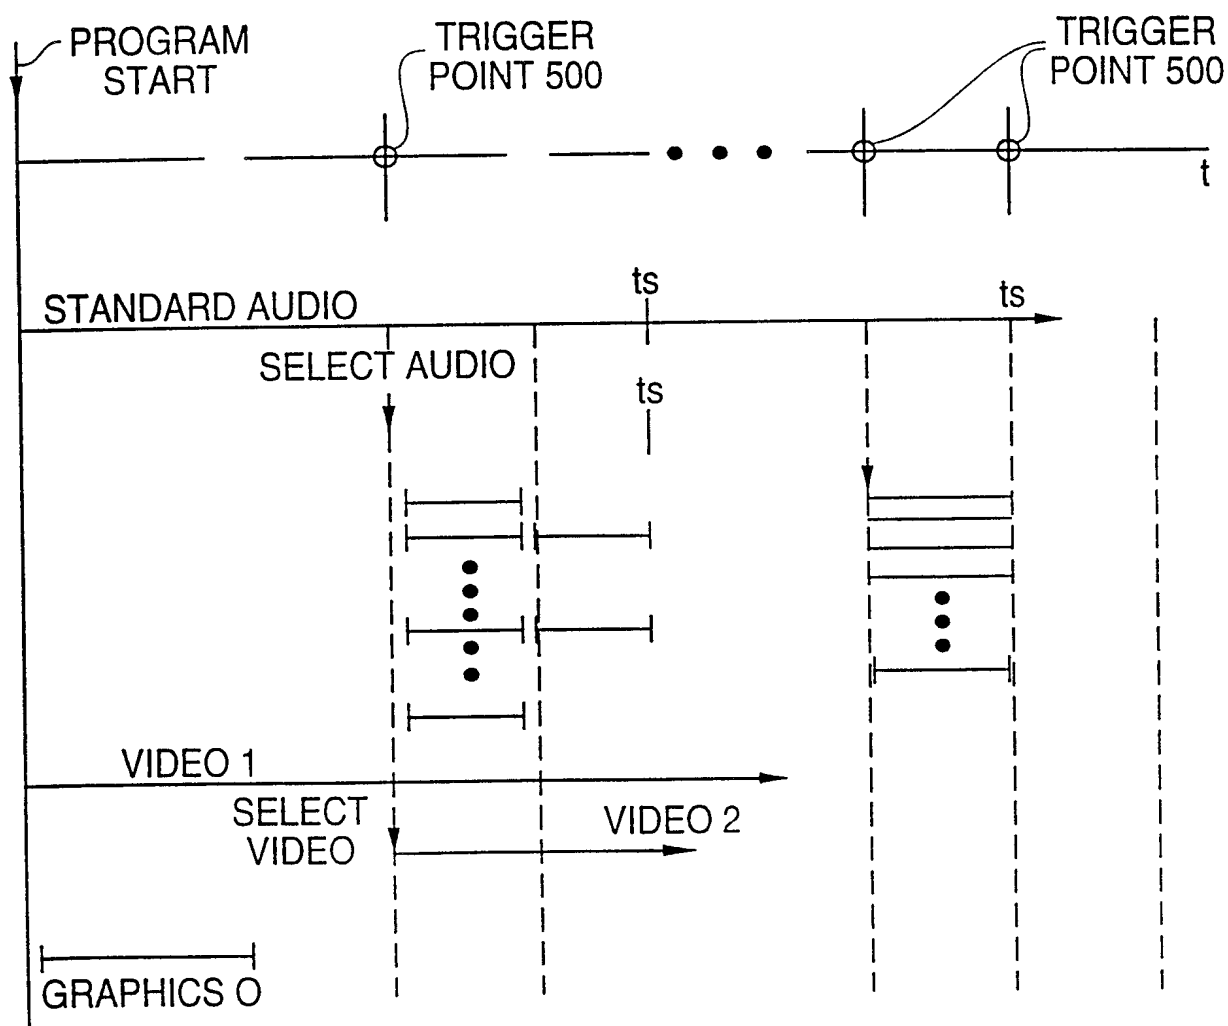 PROGRAM
START
TRIGGER
POINT 500
TRIGGER
POINT 500
t
ts
ts
STANDARD AUDIO
SELECT AUDIO
ts
VIDEO 1
SELECT
VIDEO
VIDEO 2
GRAPHICS O